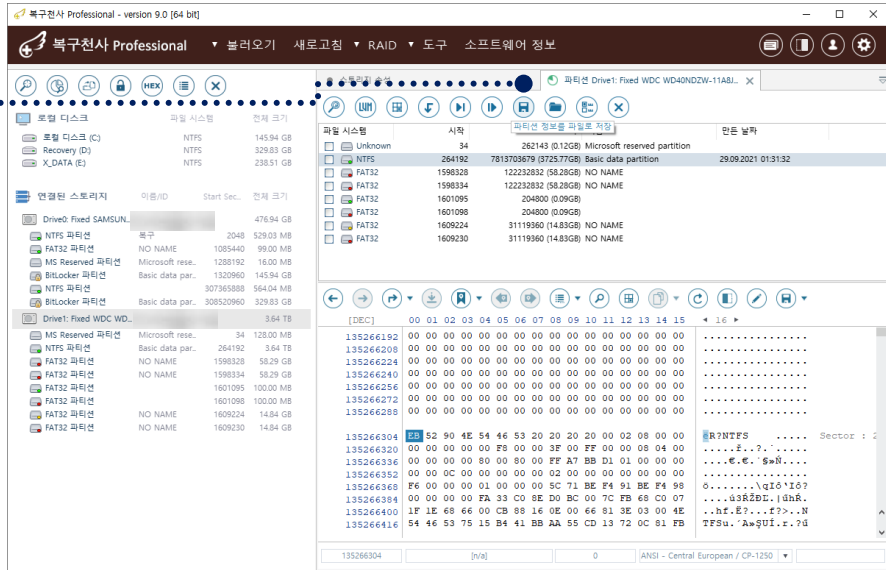 복구천사 Professional - version 9.0 [64 bit]
복구천사 Professional ▼ 불러오기 새로고침 ▼ RAID ▼ 도구 소프트웨어 정보
스토리지 속성
파티션 Drive1: Fixed WDC WD40NDZW-11A8J...
HEX
LVM
파티션 정보를 파일로 저장
로컬 디스크 파일 시스템 전체 크기
로컬 디스크 (C:) NTFS 145.94 GB
Recovery (D:) NTFS 329.83 GB
X_DATA (E:) NTFS 238.51 GB
연결된 스토리지 이름/ID Start Sec... 전체 크기
Drive0: Fixed SAMSUN... 476.94 GB
NTFS 파티션 복구 2048 529.03 MB
FAT32 파티션 NO NAME 1085440 99.00 MB
MS Reserved 파티션 Microsoft rese... 1288192 16.00 MB
BitLocker 파티션 Basic data par... 1320960 145.94 GB
NTFS 파티션 307365888 564.04 MB
BitLocker 파티션 Basic data par... 308520960 329.83 GB
Drive1: Fixed WDC WD... 3.64 TB
MS Reserved 파티션 Microsoft rese... 34 128.00 MB
NTFS 파티션 Basic data par... 264192 3.64 TB
FAT32 파티션 NO NAME 1598328 58.29 GB
FAT32 파티션 NO NAME 1598334 58.29 GB
FAT32 파티션 1601095 100.00 MB
FAT32 파티션 1601098 100.00 MB
FAT32 파티션 NO NAME 1609224 14.84 GB
FAT32 파티션 NO NAME 1609230 14.84 GB
파일 시스템 시작 만든 날짜
Unknown 34 262143 (0.12GB) Microsoft reserved partition
NTFS 264192 7813703679 (3725.77GB) Basic data partition 29.09.2021 01:31:32
FAT32 1598328 122232832 (58.28GB) NO NAME
FAT32 1598334 122232832 (58.28GB) NO NAME
FAT32 1601095 204800 (0.09GB)
FAT32 1601098 204800 (0.09GB)
FAT32 1609224 31119360 (14.83GB) NO NAME
FAT32 1609230 31119360 (14.83GB) NO NAME
[DEC] 00 01 02 03 04 05 06 07 08 09 10 11 12 13 14 15 ◄ 16 ►
135266192 00 00 00 00 00 00 00 00 00 00 00 00 00 00 00 00 ................
135266208 00 00 00 00 00 00 00 00 00 00 00 00 00 00 00 00 ................
135266224 00 00 00 00 00 00 00 00 00 00 00 00 00 00 00 00 ................
135266240 00 00 00 00 00 00 00 00 00 00 00 00 00 00 00 00 ................
135266256 00 00 00 00 00 00 00 00 00 00 00 00 00 00 00 00 ................
135266272 00 00 00 00 00 00 00 00 00 00 00 00 00 00 00 00 ................
135266288 00 00 00 00 00 00 00 00 00 00 00 00 00 00 00 00 ................
135266304 EB 52 90 4E 54 46 53 20 20 20 20 00 02 08 00 00 ëR?NTFS ..... Sector : 2
135266320 00 00 00 00 00 F8 00 00 3F 00 FF 00 00 08 04 00 .....ř..?.˙.....
135266336 00 00 00 00 80 00 80 00 FF A7 BB D1 01 00 00 00 ....€.€.˙§»Ń....
135266352 00 00 0C 00 00 00 00 00 02 00 00 00 00 00 00 00 ................
135266368 F6 00 00 00 01 00 00 00 5C 71 BE F4 91 BE F4 98 ö.......\qľô‘ľô?
135266384 00 00 00 00 FA 33 C0 8E D0 BC 00 7C FB 68 C0 07 ....ú3ŔŽĐĽ.|űhŔ.
135266400 1F 1E 68 66 00 CB 88 16 0E 00 66 81 3E 03 00 4E ..hf.Ë?...f?>..N
135266416 54 46 53 75 15 B4 41 BB AA 55 CD 13 72 0C 81 FB TFSu.´A»ŞUÍ.r.?ű
135266304 [n/a] 0 ANSI - Central European / CP-1250